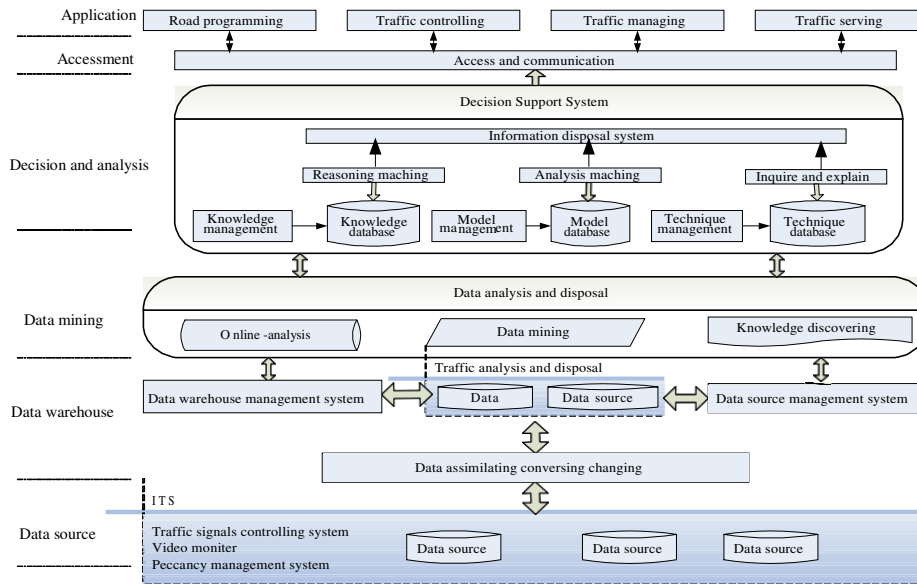 Application
Road programming
Traffic controlling
Traffic managing
Traffic serving
Accessment
Access and communication
Decision Support System
Information disposal system
Decision and analysis
Reasoning maching
Analysis maching
Inquire and explain
Knowledge
management
Knowledge
database
Model
management
Model
database
Technique
management
Technique
database
Data analysis and disposal
Data mining
Online-analysis
Data mining
Knowledge discovering
Traffic analysis and disposal
Data warehouse
Data warehouse management system
Data
Data source
Data source management system
Data assimilating conversing changing
ITS
Data source
Traffic signals controlling system
Video moniter
Peccancy management system
Data source
Data source
Data source